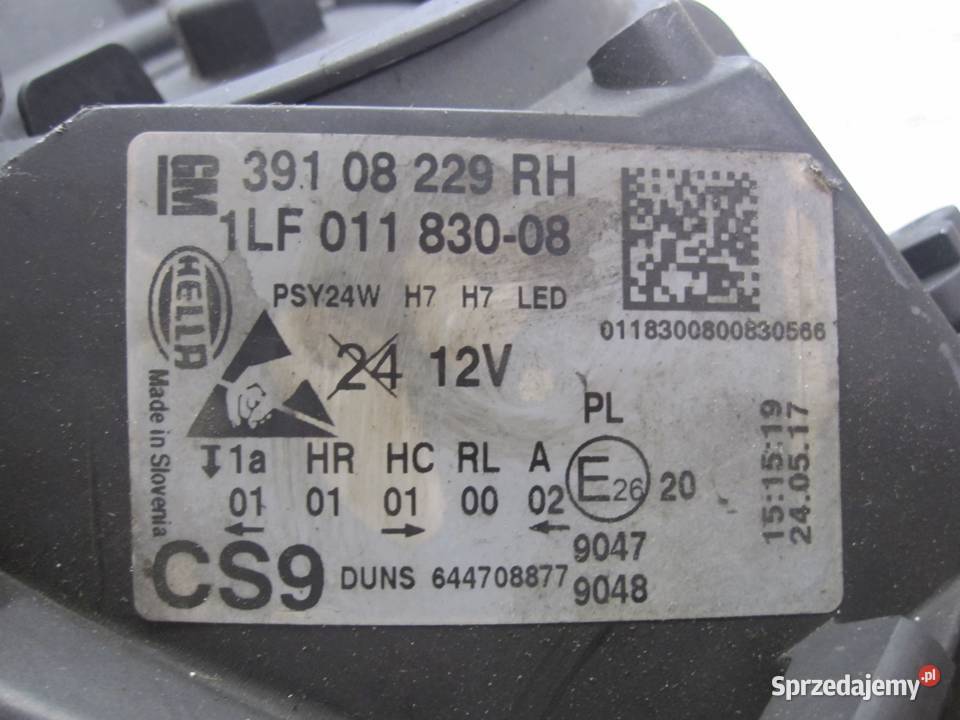 GM
391 08 229 RH
1LF 011 830-08
HELLA
PSY24W H7 H7 LED
01183008008305​66
24 12V
Made in Slovenia
PL
1a HR HC RL A
01 01 01 00 02
E26 20
15:15:19
24.05.17
9047
CS9 DUNS 644708877
9048
Sprzedajemy.pl